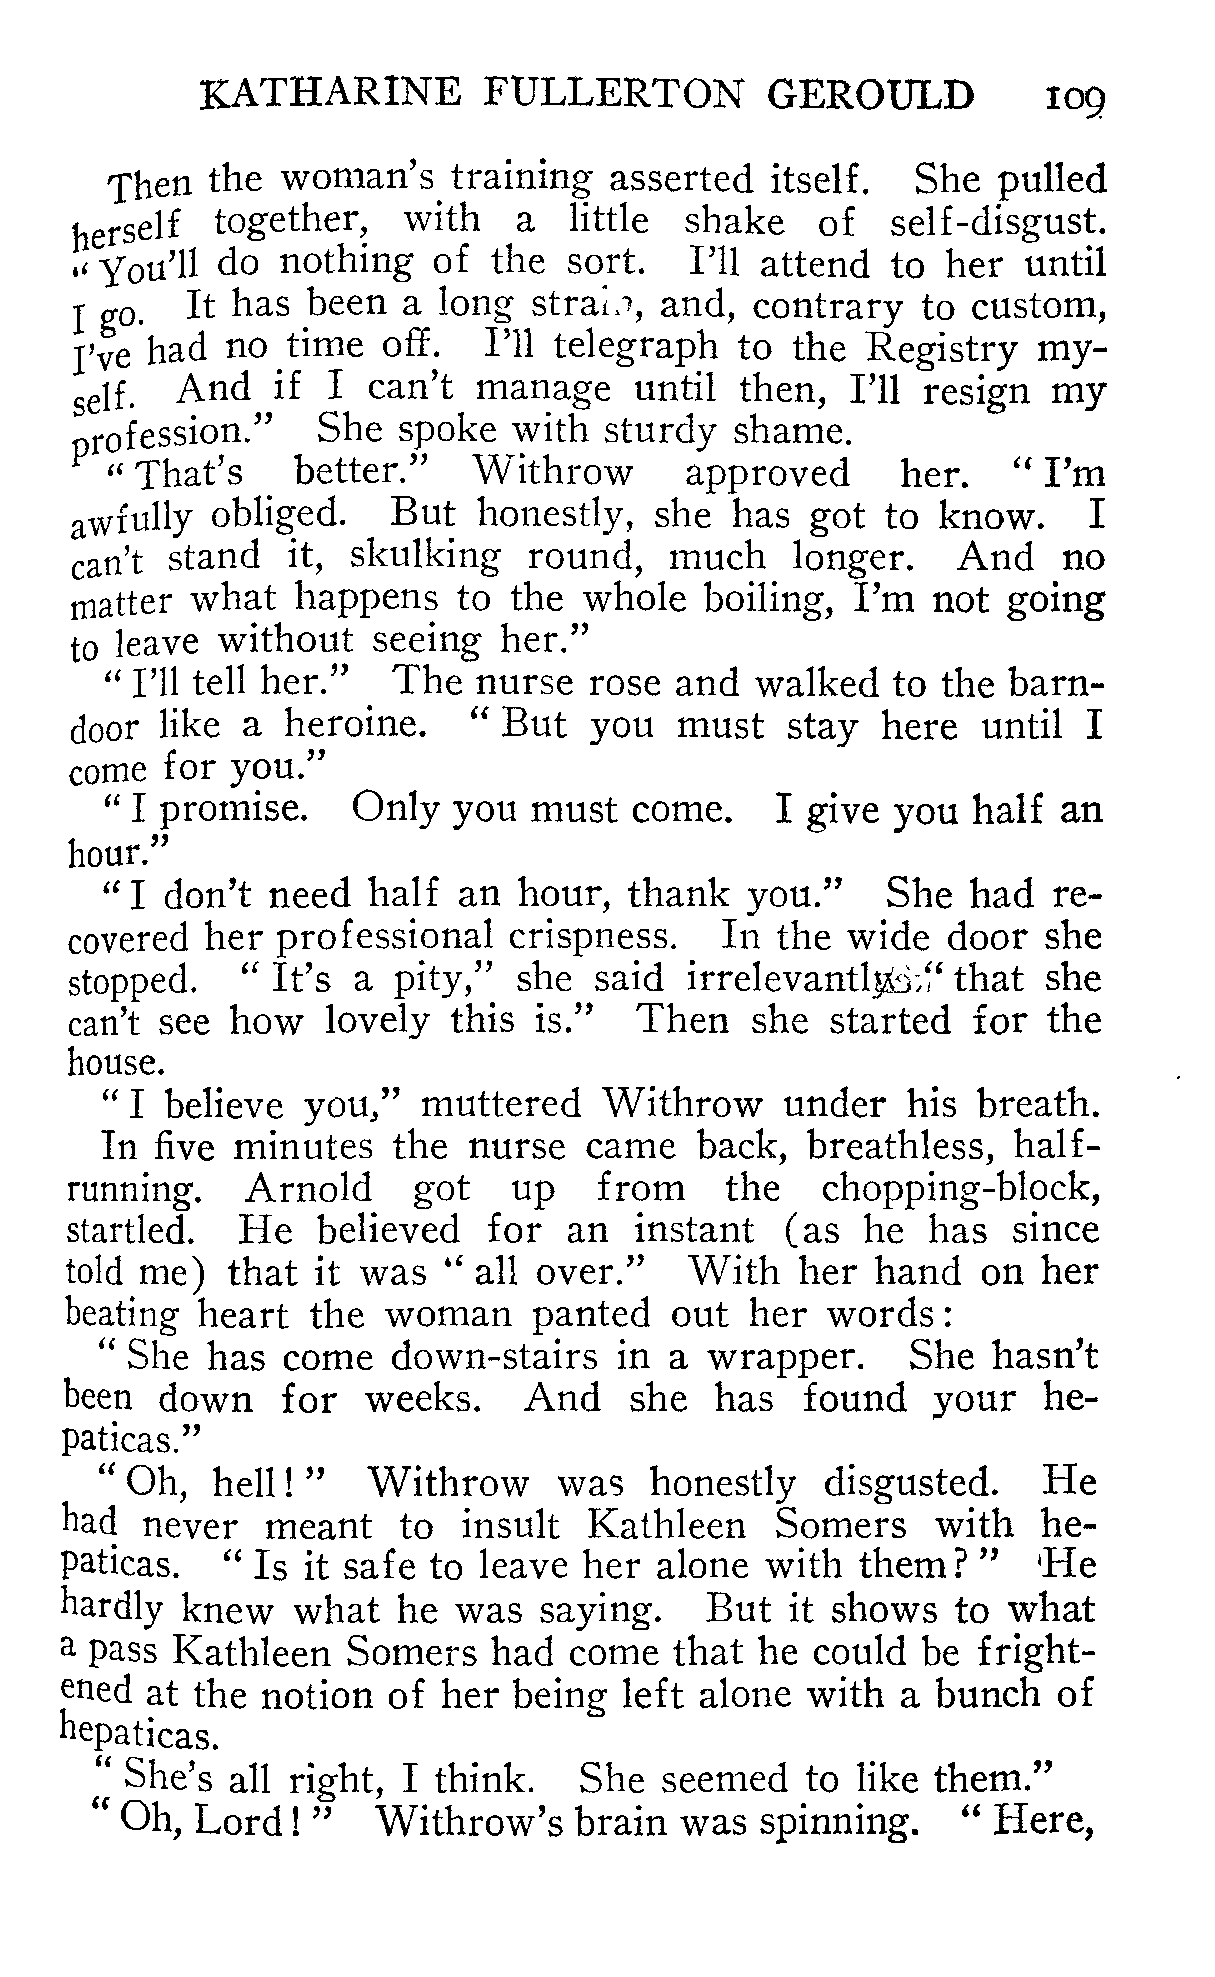 KATHARINE FULLERTON GEROULD 109
Then the woman's training asserted itself. She pulled
herself together, with a little shake of self-disgust.
"You'll do nothing of the sort. I'll attend to her until
I go. It has been a long strain, and, contrary to custom,
I've had no time off. I'll telegraph to the Registry my-
self. And if I can't manage until then, I'll resign my
profession." She spoke with sturdy shame.
"That's better." Withrow approved her. "I'm
awfully obliged. But honestly, she has got to know. I
can't stand it, skulking round, much longer. And no
matter what happens to the whole boiling, I'm not going
to leave without seeing her."
"I'll tell her." The nurse rose and walked to the barn-
door like a heroine. "But you must stay here until I
come for you."
"I promise. Only you must come. I give you half an
hour."
"I don't need half an hour, thank you." She had re-
covered her professional crispness. In the wide door she
stopped. "It's a pity," she said irrelevantly, "that she
can't see how lovely this is." Then she started for the
house.
"I believe you," muttered Withrow under his breath.
In five minutes the nurse came back, breathless, half-
running. Arnold got up from the chopping-block,
startled. He believed for an instant (as he has since
told me) that it was "all over." With her hand on her
beating heart the woman panted out her words:
"She has come down-stairs in a wrapper. She hasn't
been down for weeks. And she has found your he-
paticas."
"Oh, hell!" Withrow was honestly disgusted. He
had never meant to insult Kathleen Somers with he-
paticas. "Is it safe to leave her alone with them?" He
hardly knew what he was saying. But it shows to what
a pass Kathleen Somers had come that he could be fright-
ened at the notion of her being left alone with a bunch of
hepaticas.
"She's all right, I think. She seemed to like them."
"Oh, Lord!" Withrow's brain was spinning. "Here,